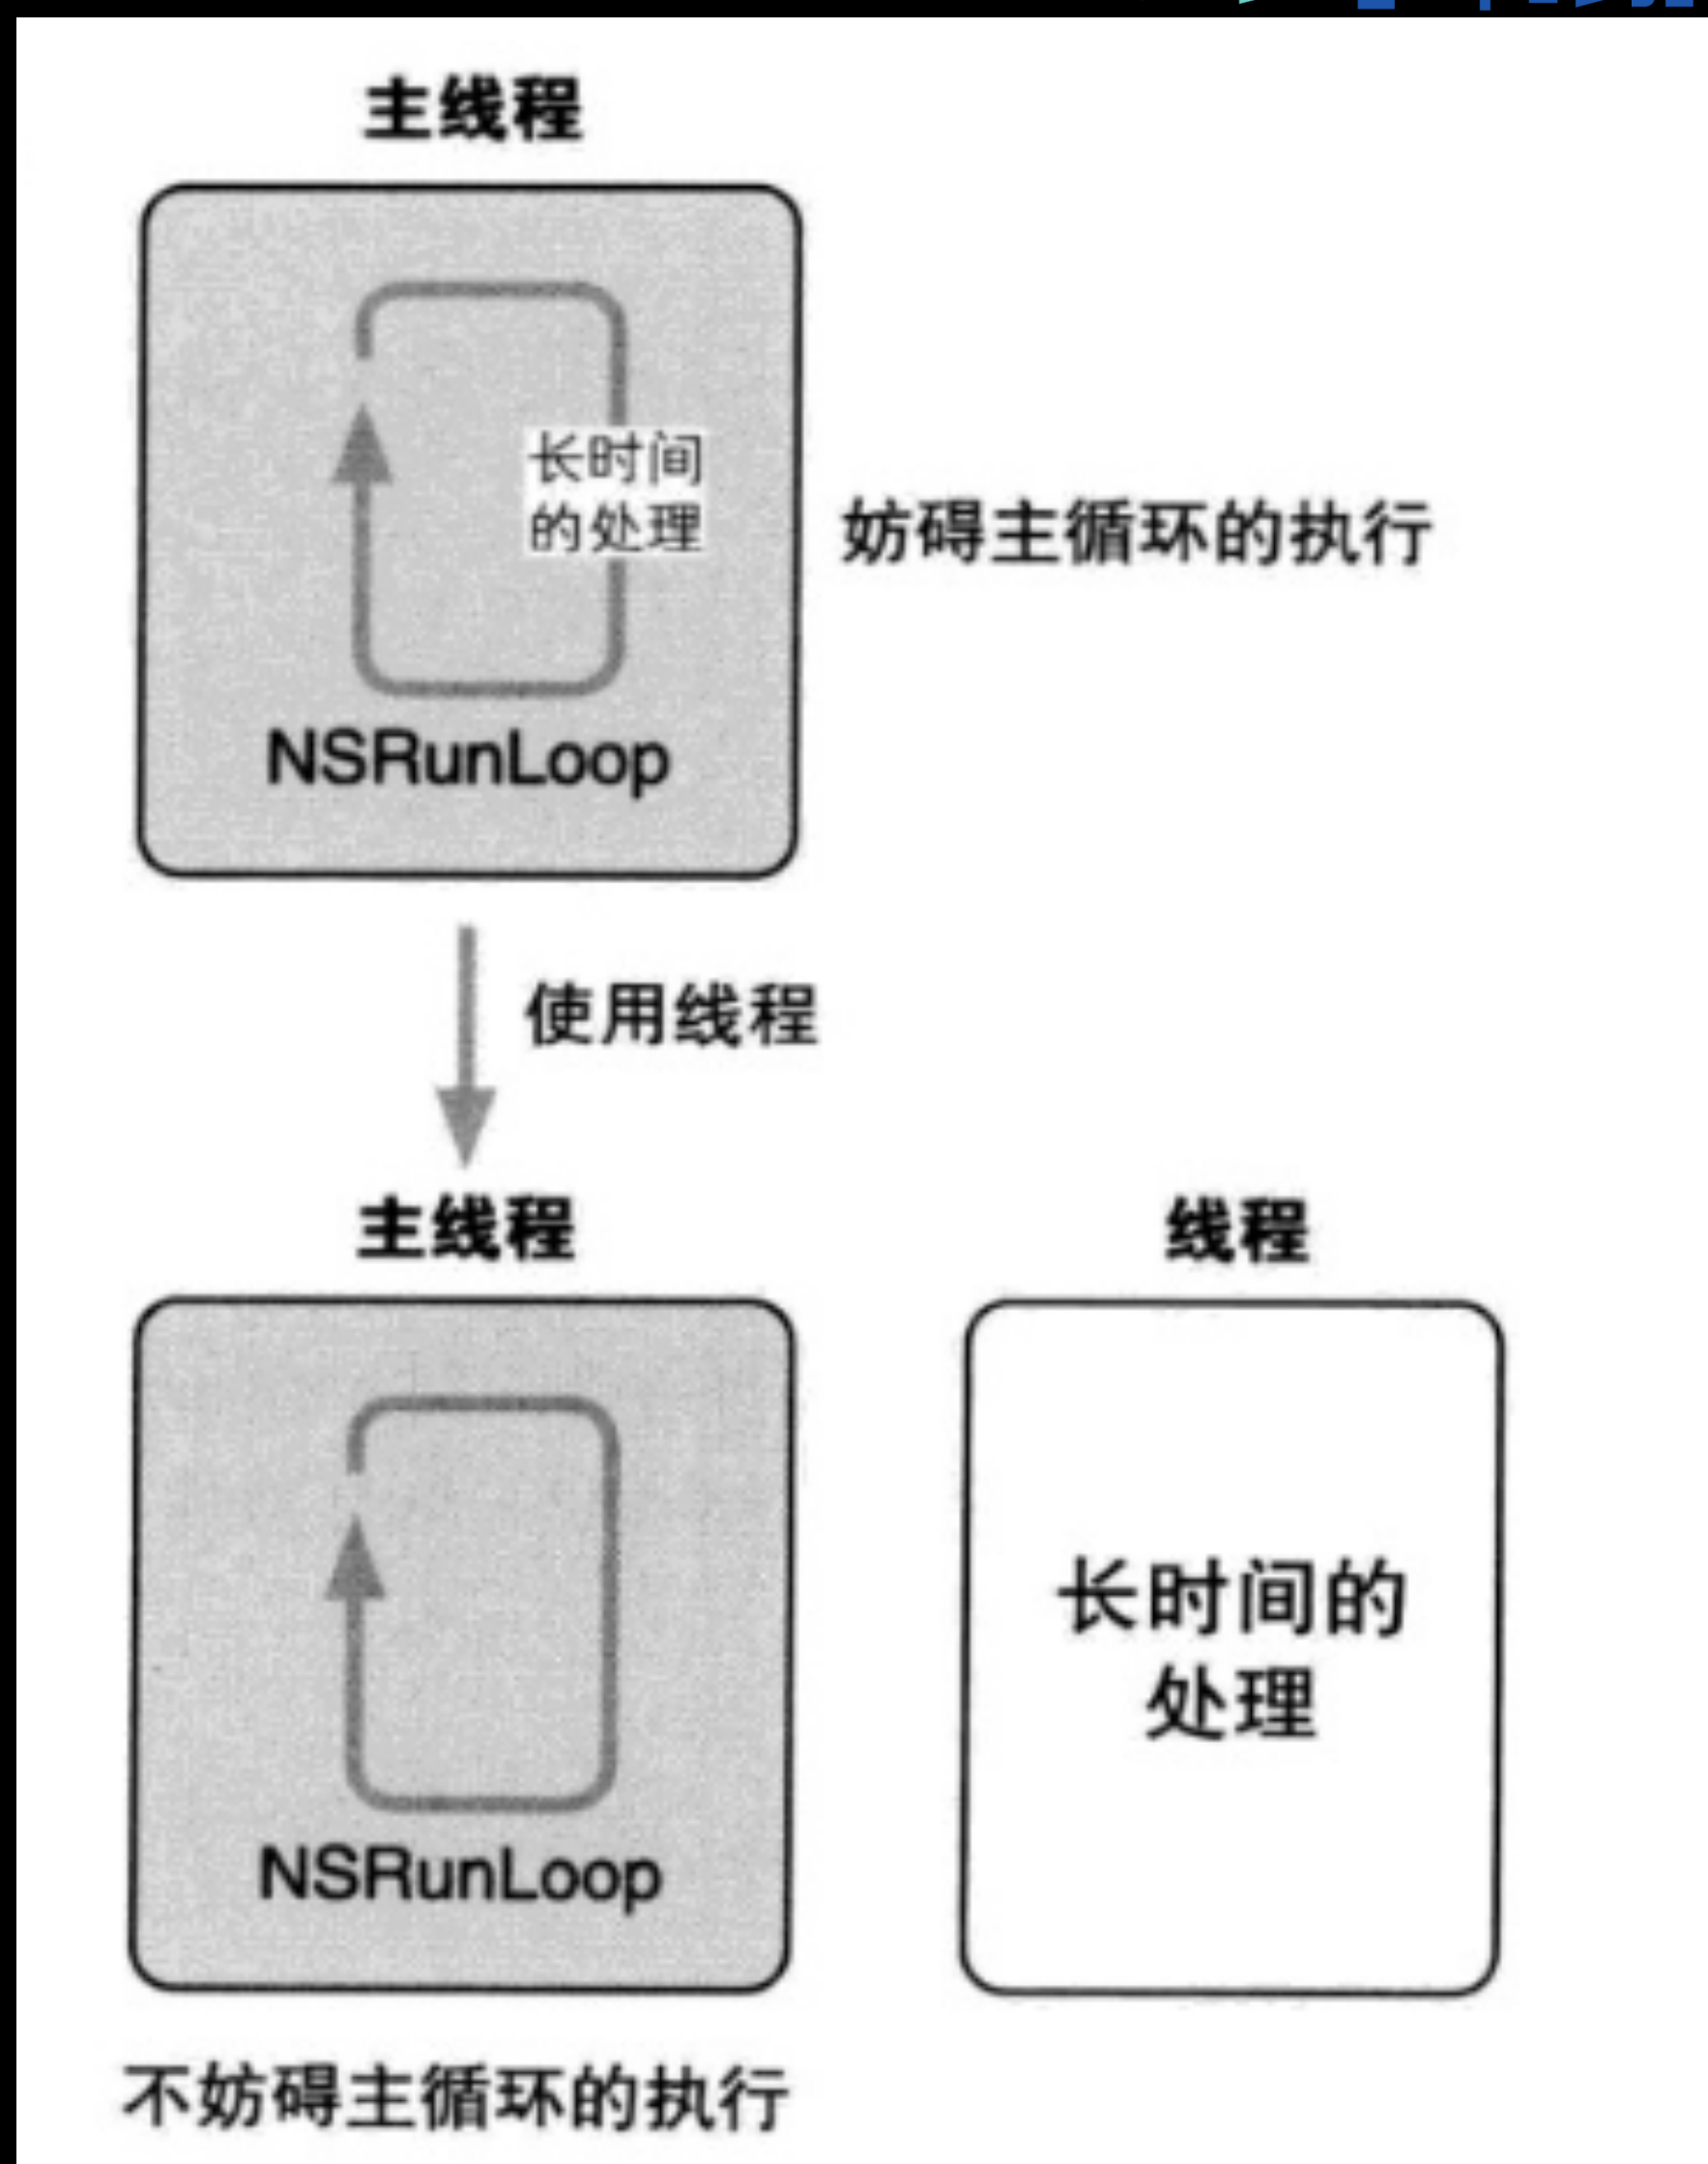 主线程
长时间
的处理
妨碍主循环的执行
NSRunLoop
使用线程
主线程
线程
长时间的
处理
NSRunLoop
不妨碍主循环的执行